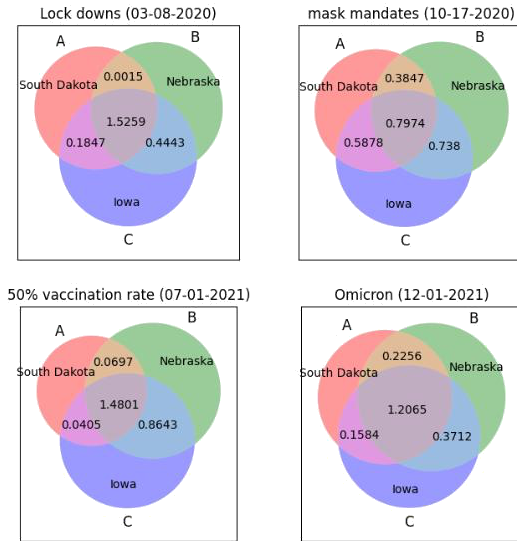 Lock downs (03-08-2020)
A
B
0.0015
South Dakota
Nebraska
1.5259
0.1847
0.4443
Iowa
C
mask mandates (10-17-2020)
A
B
0.3847
South Dakota
Nebraska
0.7974
0.5878
0.738
Iowa
C
50% vaccination rate (07-01-2021)
A
B
0.0697
Nebraska
South Dakota
1.4801
0.0405
0.8643
Iowa
C
Omicron (12-01-2021)
A
B
0.2256
Nebraska
South Dakota
1.2065
0.1584
0.3712
Iowa
C